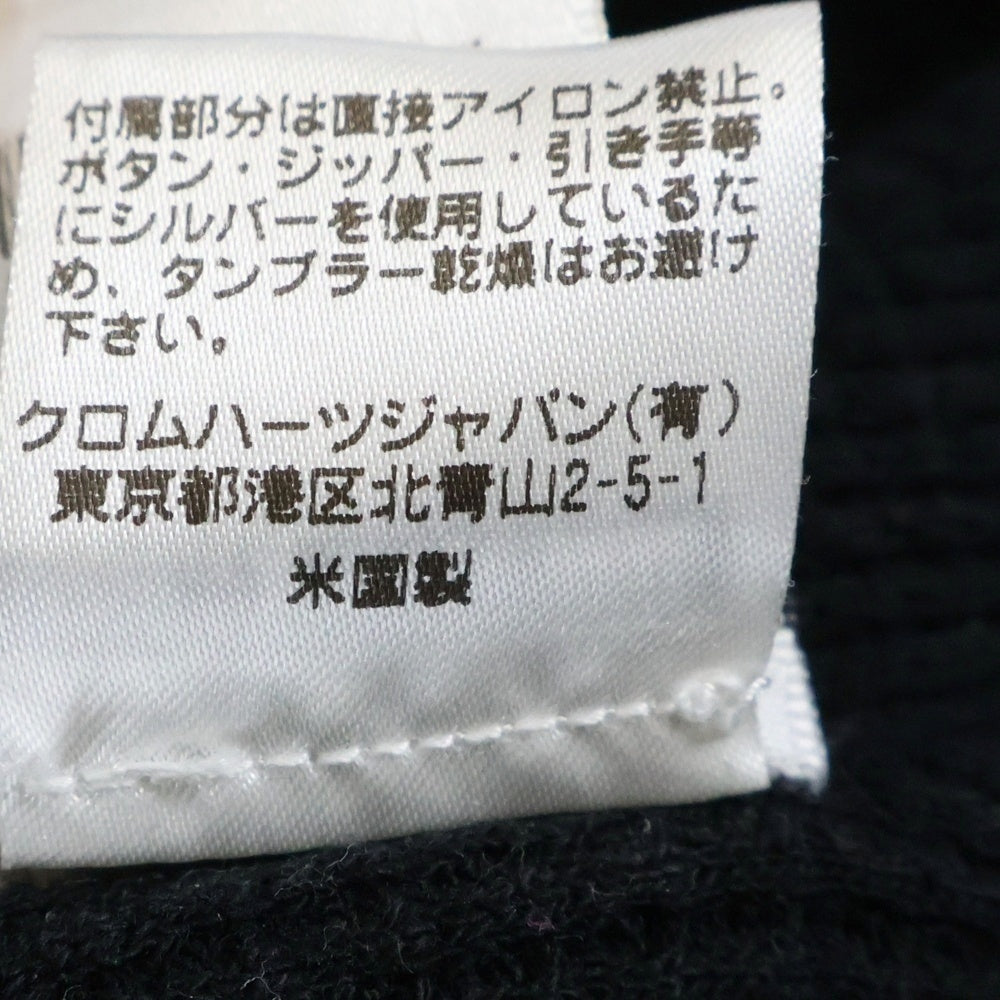 付属部分は直接アイロン禁止。
ボタン・ジッパー・引き手等
にシルバーを使用しているた
め、タンブラー乾燥はお避け
下さい。
クロムハーツジャパン(有)
東京都港区北青山2-5-1
米国製